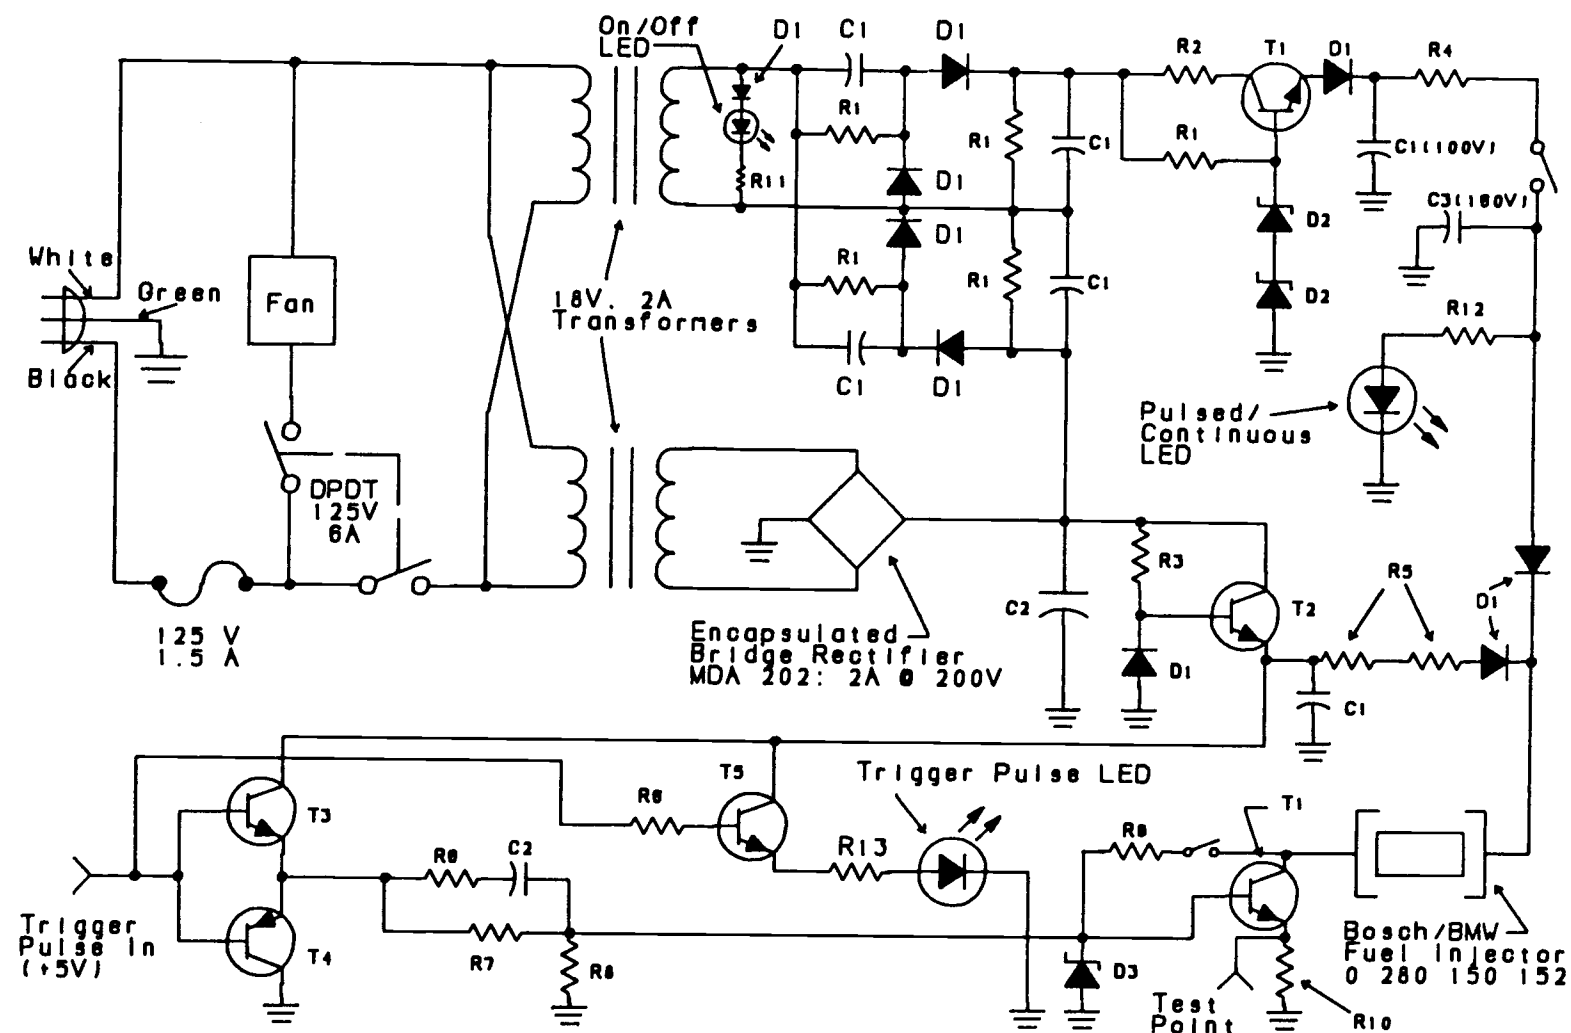 On/Off
LED
D1
C1
D1
R2
T1
D1
R4
R1
R1
C1
R1
C1(100V)
R11
D1
D2
C3(160V)
White
Green
Fan
Black
18V. 2A
Transformers
D1
R1
R1
C1
D2
R12
C1
D1
Pulsed/
Continuous
LED
DPDT
125V
6A
R3
T2
R5
D1
C2
125 V
1.5 A
Encapsulated
Bridge Rectifier
MDA 202: 2A @ 200V
D1
C1
T5
Trigger Pulse LED
T3
R6
T1
R9
R8
C2
R13
Trigger
Pulse In
(+5V)
T4
R7
R8
D3
Bosch/BMW
Fuel Injector
0 280 150 152
Test
Point
R10